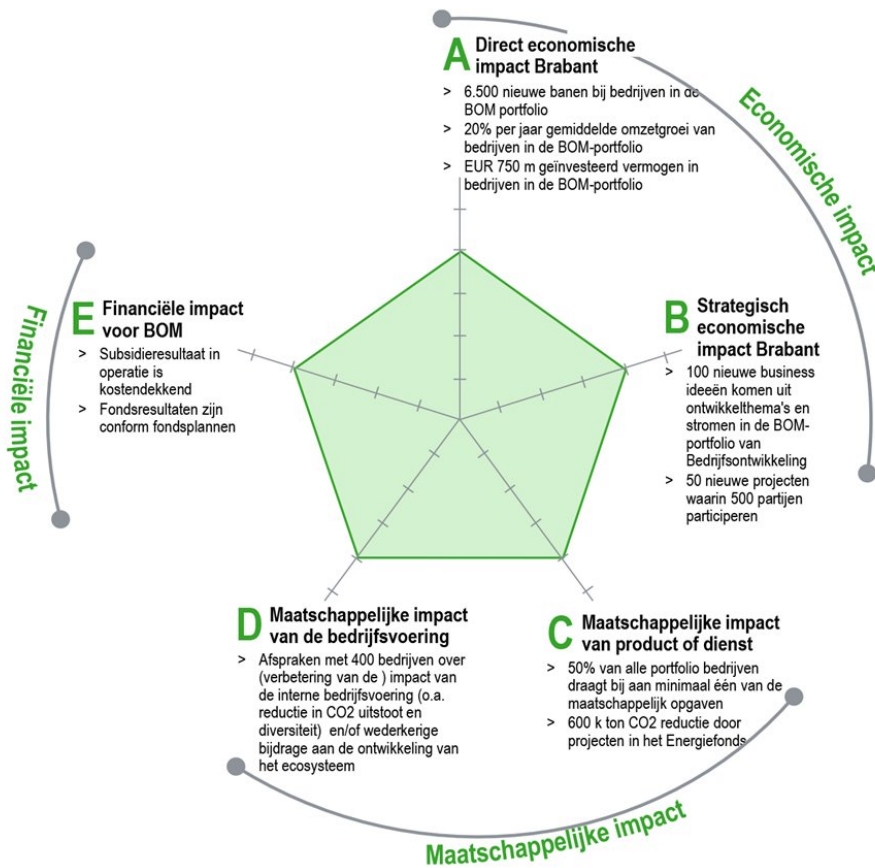 A Direct economische
impact Brabant
> 6.500 nieuwe banen bij bedrijven in de
BOM portfolio
> 20% per jaar gemiddelde omzetgroei van
bedrijven in de BOM-portfolio
> EUR 750 m geïnvesteerd vermogen in
bedrijven in de BOM-portfolio
Economische impact
B Strategisch
economische
impact Brabant
> 100 nieuwe business
ideeën komen uit
ontwikkelthema's en
stromen in de BOM-
portfolio van
Bedrijfsontwikkeling
> 50 nieuwe projecten
waarin 500 partijen
participeren
C Maatschappelijke impact
van product of dienst
> 50% van alle portfolio bedrijven
draagt bij aan minimaal één van de
maatschappelijk opgaven
> 600 k ton CO2 reductie door
projecten in het Energiefonds
D Maatschappelijke impact
van de bedrijfsvoering
> Afspraken met 400 bedrijven over
(verbetering van de ) impact van
de interne bedrijfsvoering (o.a.
reductie in CO2 uitstoot en
diversiteit) en/of wederkerige
bijdrage aan de ontwikkeling van
het ecosysteem
Maatschappelijke impact
E Financiële impact
voor BOM
> Subsidieresultaat in
operatie is
kostendekkend
> Fondsresultaten zijn
conform fondsplannen
Financiële impact